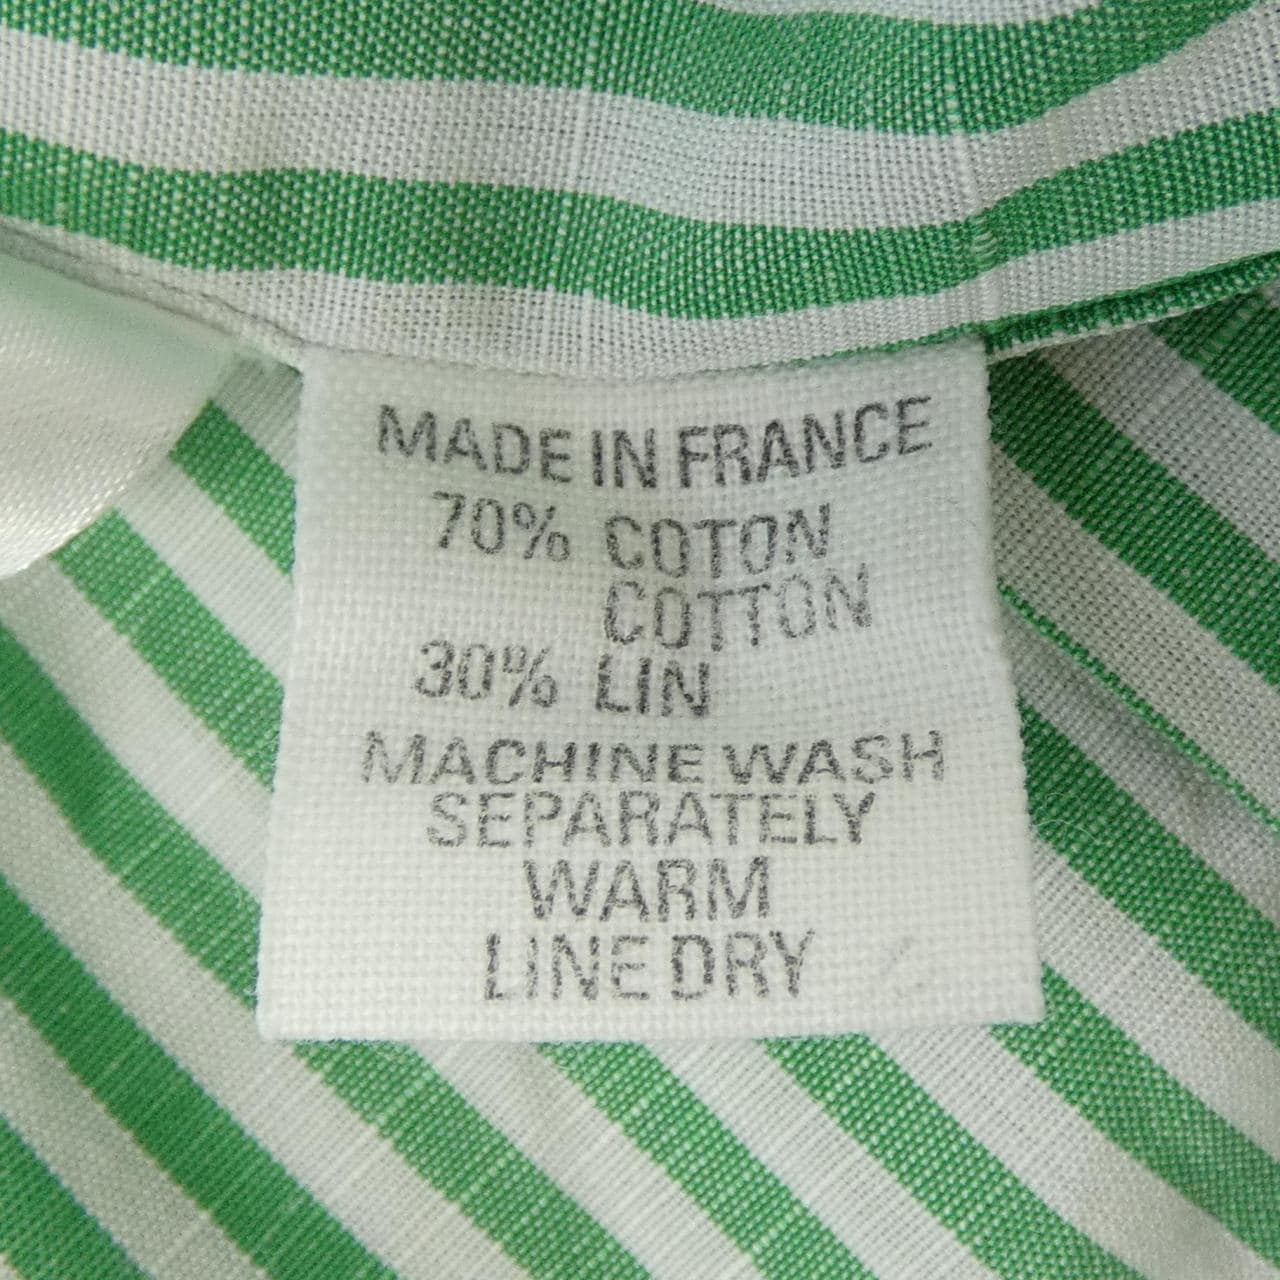 MADE IN FRANCE
70% COTON
COTTON
30% LIN
MACHINE WASH
SEPARATELY
WARM
LINE DRY